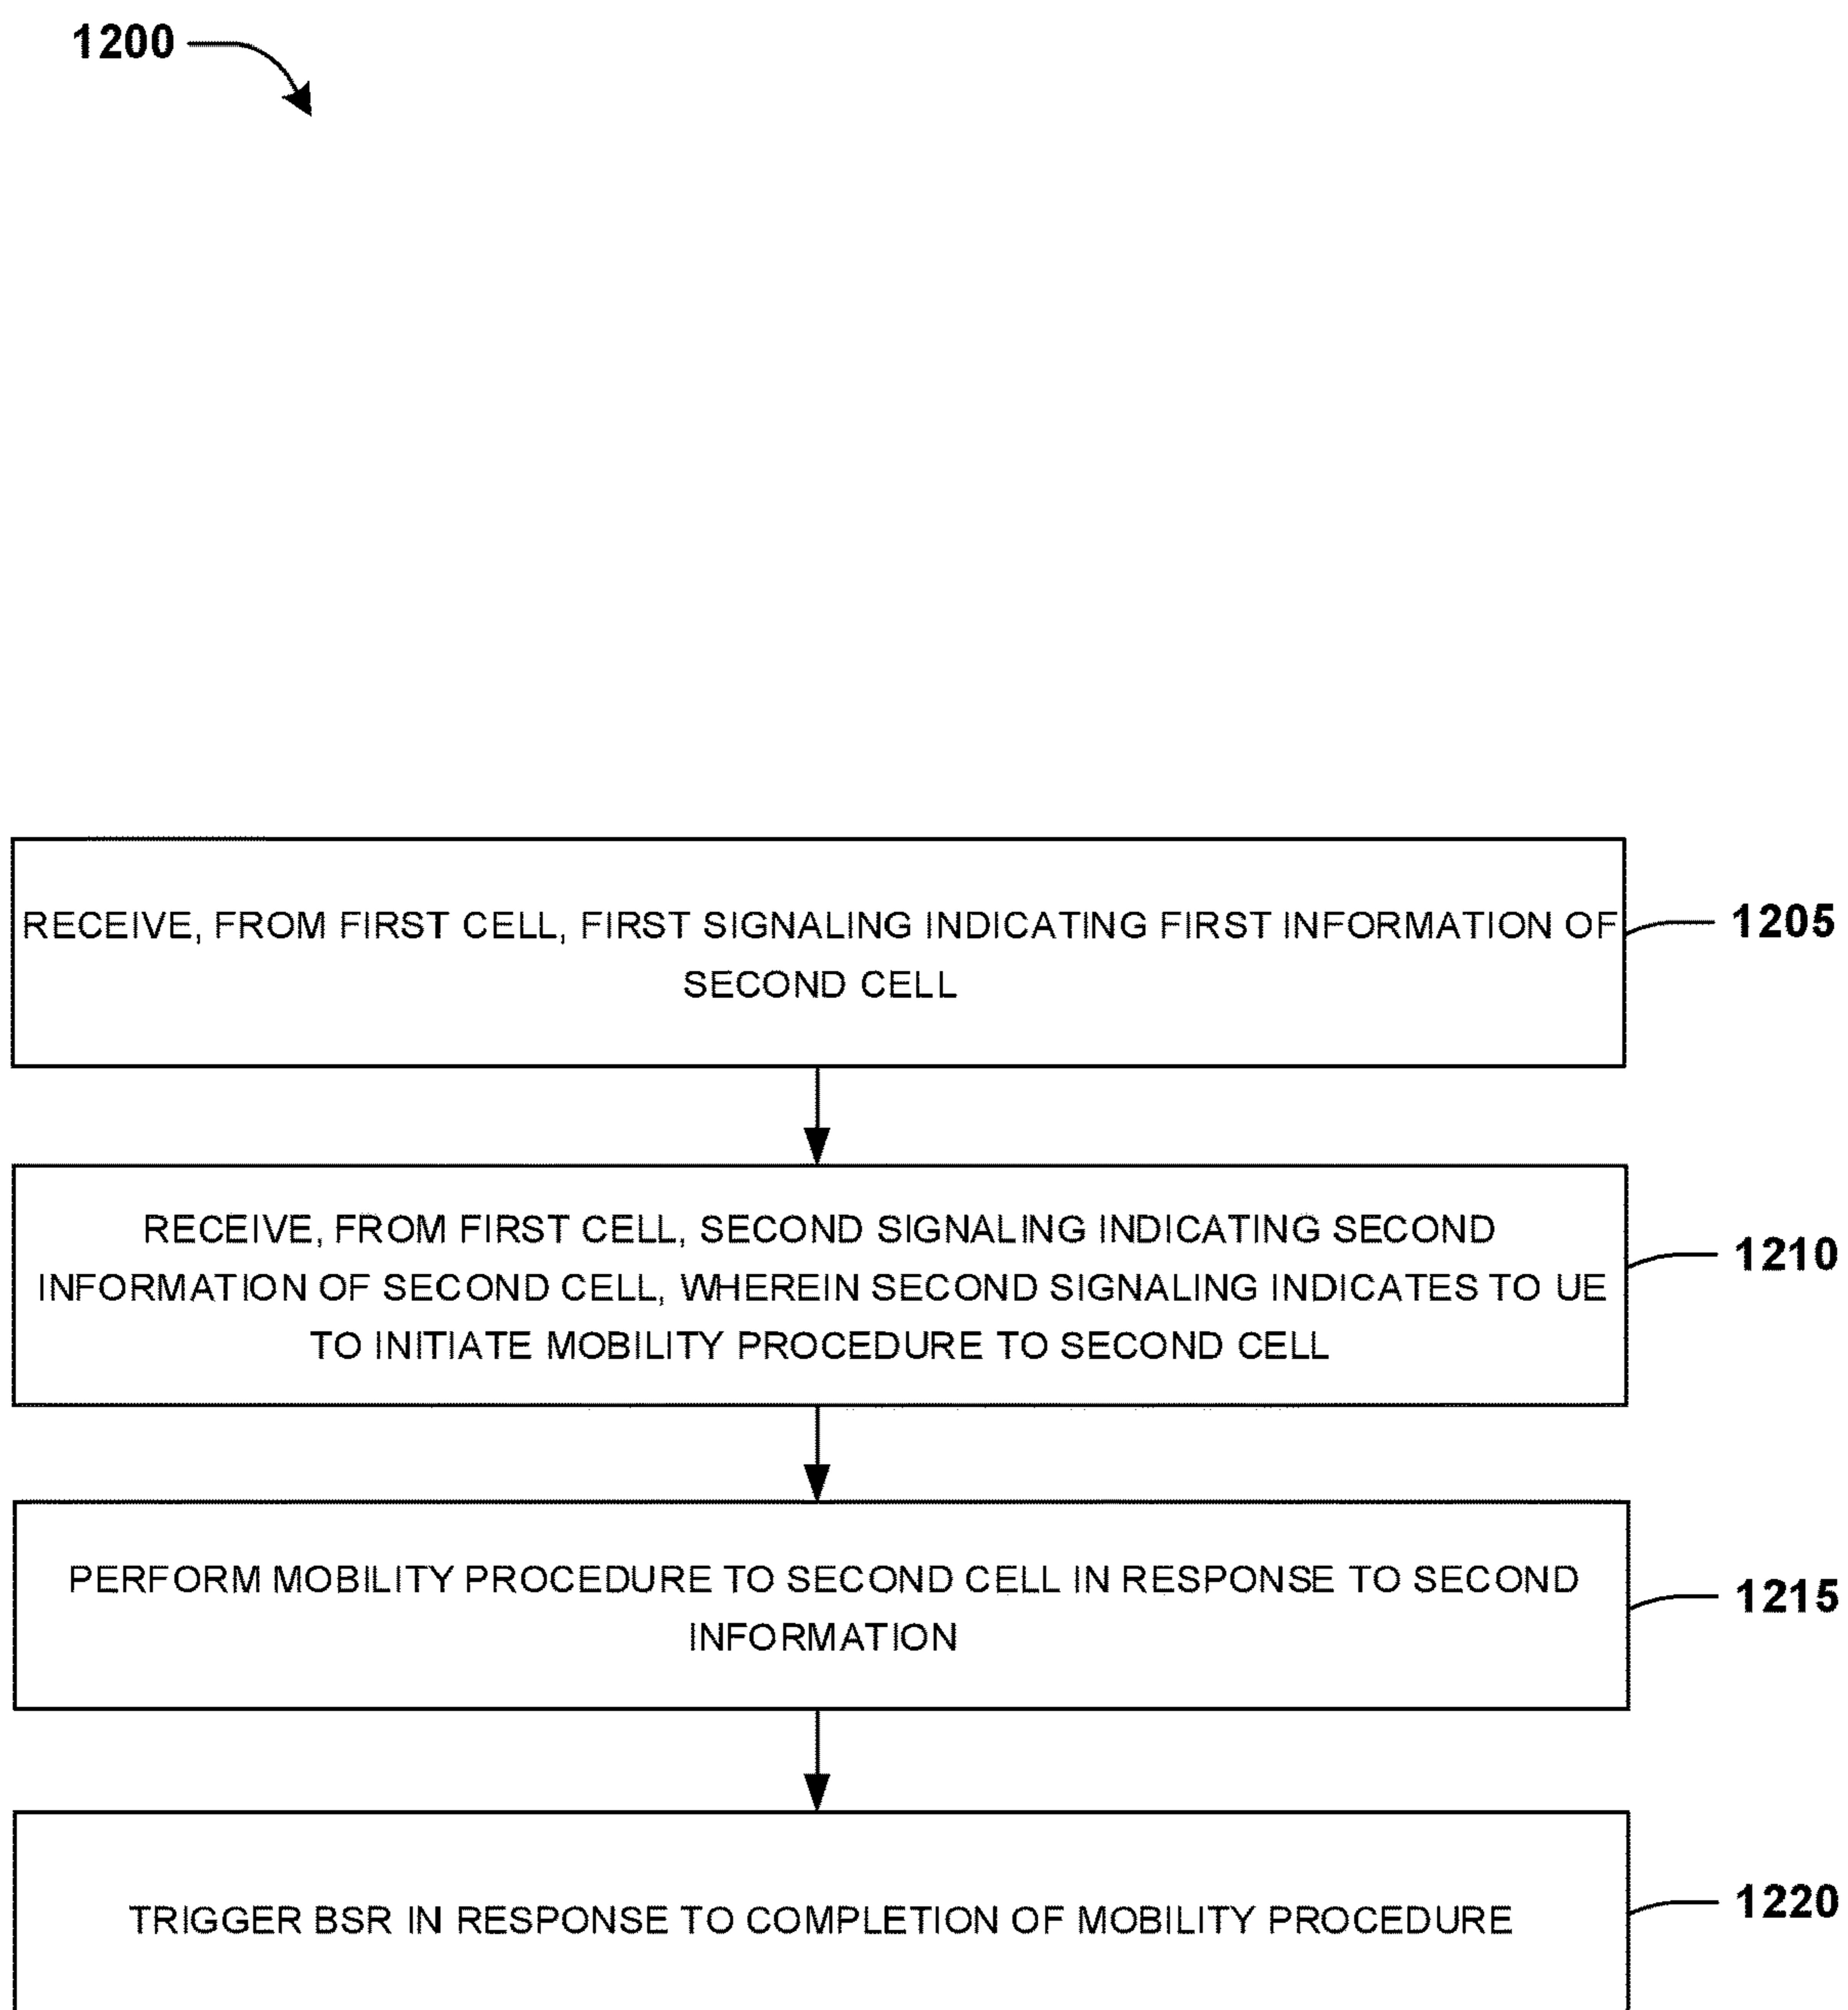 1200
RECEIVE, FROM FIRST CELL, FIRST SIGNALING INDICATING FIRST INFORMATION OF
SECOND CELL
1205
RECEIVE, FROM FIRST CELL, SECOND SIGNALING INDICATING SECOND
INFORMATION OF SECOND CELL, WHEREIN SECOND SIGNALING INDICATES TO UE
TO INITIATE MOBILITY PROCEDURE TO SECOND CELL
1210
PERFORM MOBILITY PROCEDURE TO SECOND CELL IN RESPONSE TO SECOND
INFORMATION
1215
TRIGGER BSR IN RESPONSE TO COMPLETION OF MOBILITY PROCEDURE
1220